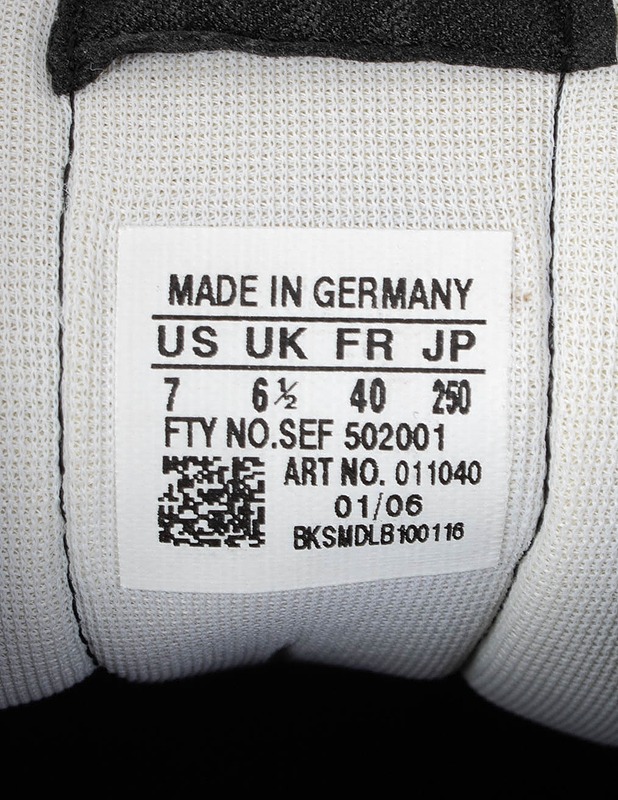 MADE IN GERMANY
US UK FR JP
7 6½ 40 250
FTY NO.SEF 502001
ART NO. 011040
01/06
BKSMDLB100116